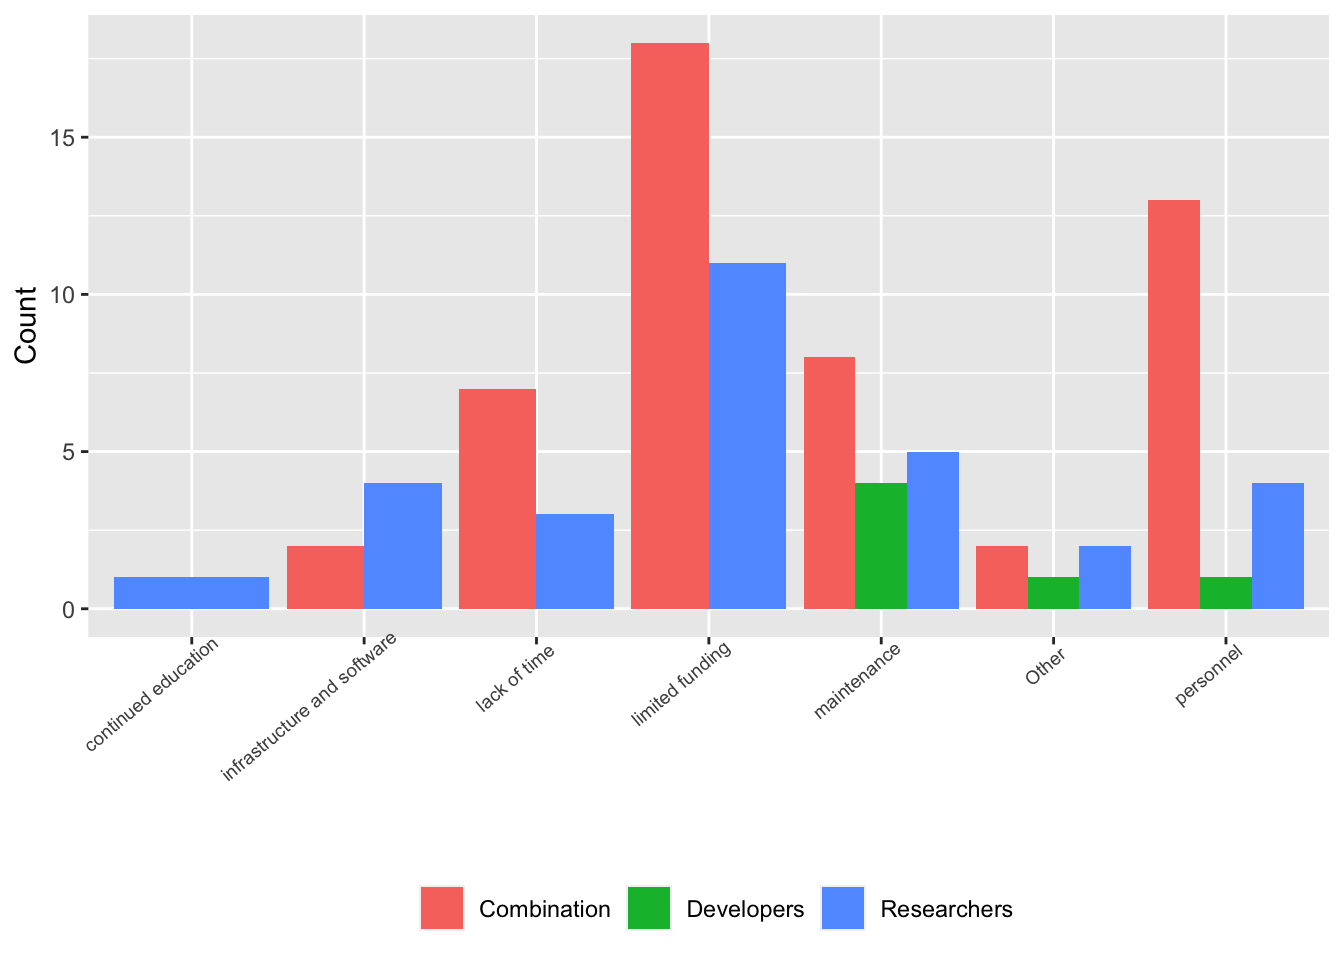 Count
15
10
5
0
continued education
infrastructure and software
lack of time
limited funding
maintenance
Other
personnel
Combination
Developers
Researchers